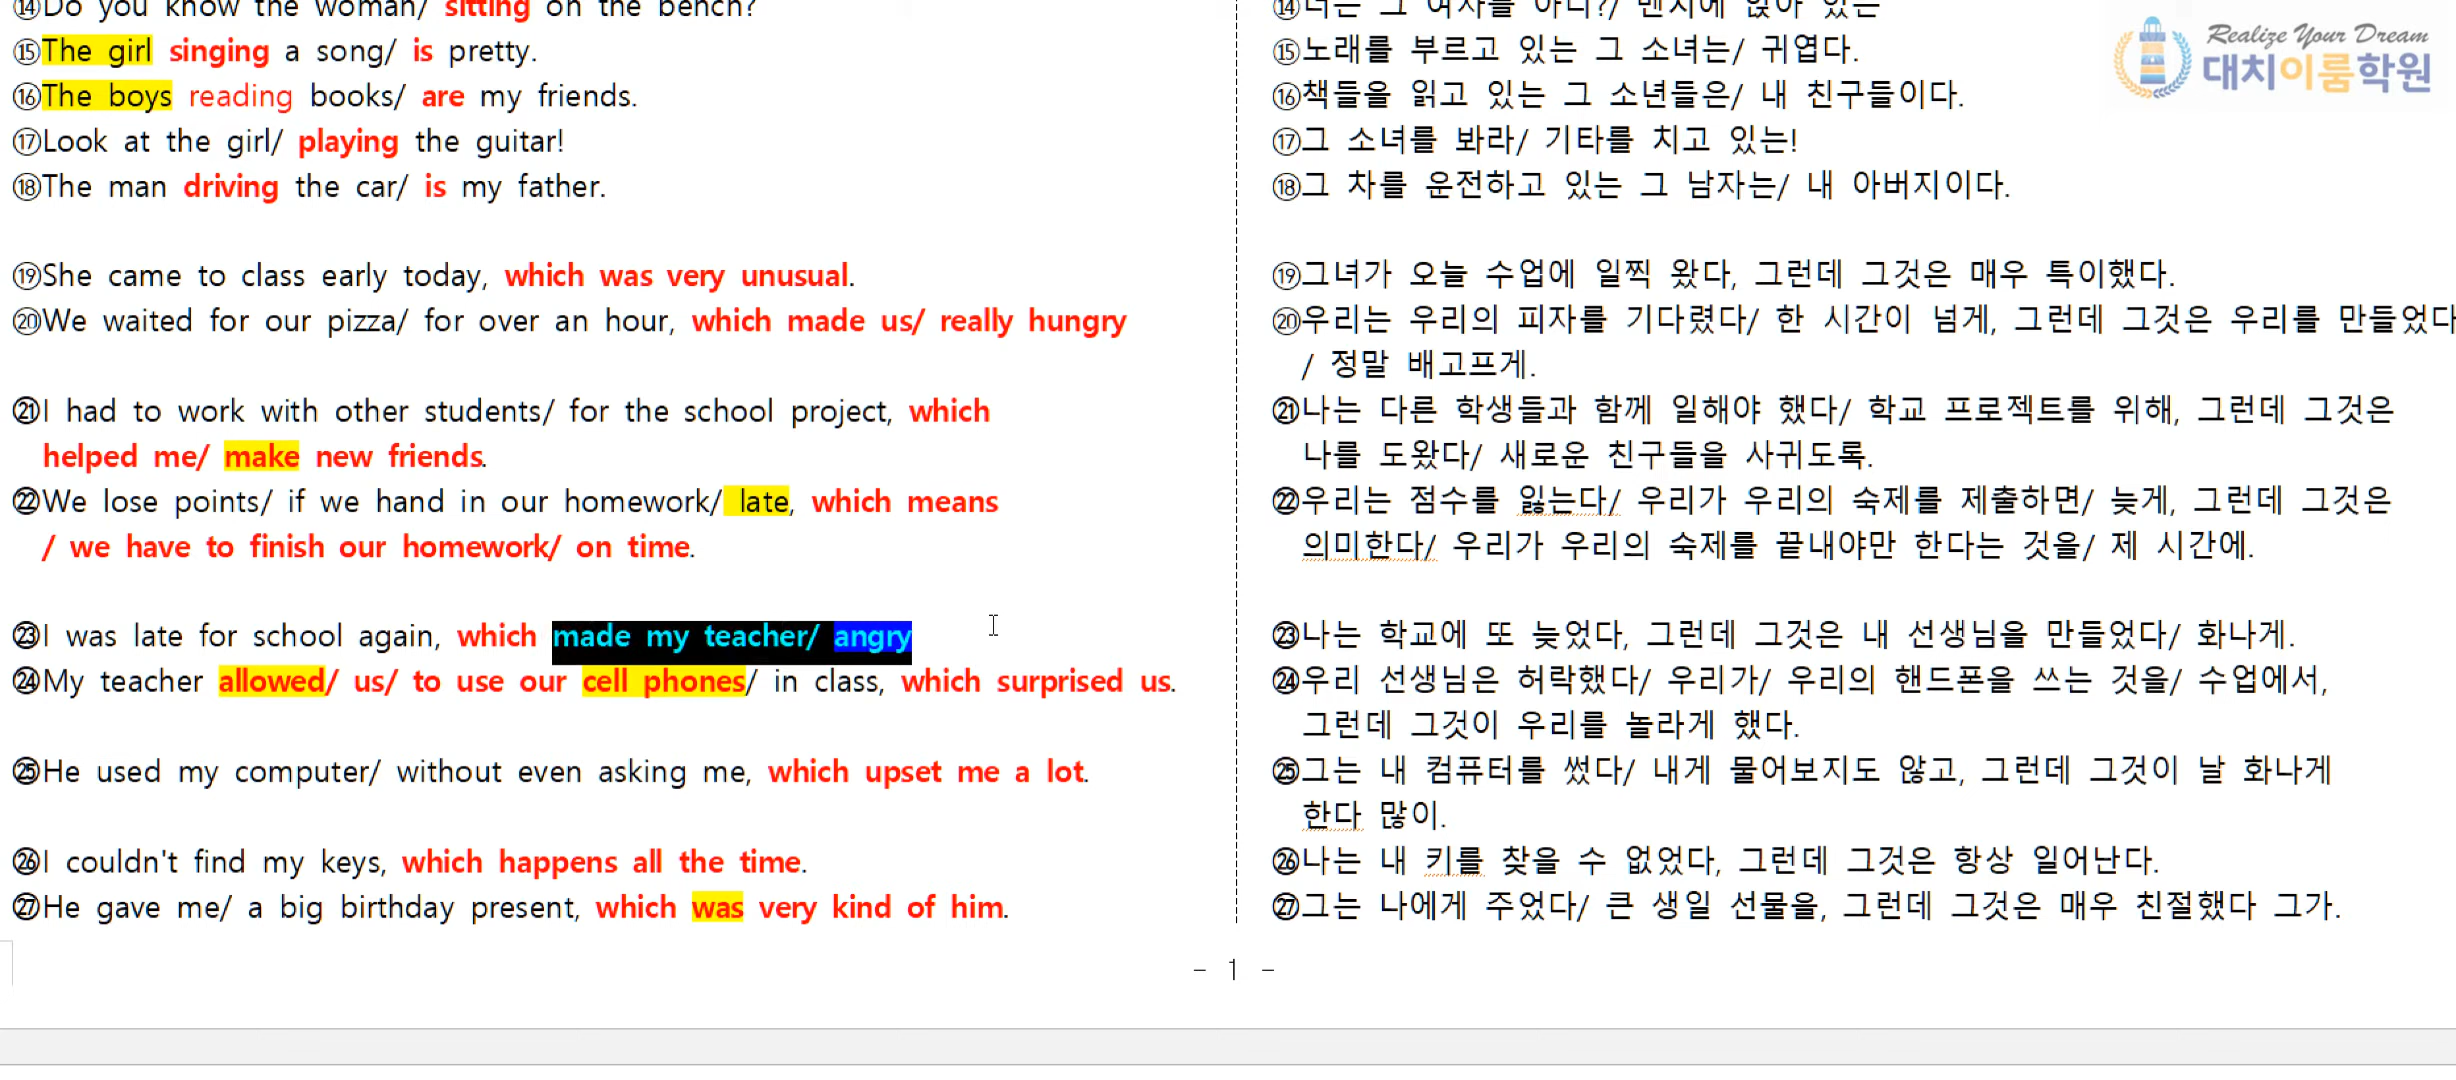 ⑭Do you know the woman/ sitting on the bench?
⑮The girl singing a song/ is pretty.
⑯The boys reading books/ are my friends.
⑰Look at the girl/ playing the guitar!
⑱The man driving the car/ is my father.
⑲She came to class early today, which was very unusual.
⑳We waited for our pizza/ for over an hour, which made us/ really hungry
㉑I had to work with other students/ for the school project, which
helped me/ make new friends.
㉒We lose points/ if we hand in our homework/ late, which means
/ we have to finish our homework/ on time.
㉓I was late for school again, which made my teacher/ angry
㉔My teacher allowed/ us/ to use our cell phones/ in class, which surprised us.
㉕He used my computer/ without even asking me, which upset me a lot.
㉖I couldn't find my keys, which happens all the time.
㉗He gave me/ a big birthday present, which was very kind of him.
⑭너는 그 여자를 아니?/ 벤치에 앉아 있는
⑮노래를 부르고 있는 그 소녀는/ 귀엽다.
⑯책들을 읽고 있는 그 소년들은/ 내 친구들이다.
⑰그 소녀를 봐라/ 기타를 치고 있는!
⑱그 차를 운전하고 있는 그 남자는/ 내 아버지이다.
⑲그녀가 오늘 수업에 일찍 왔다, 그런데 그것은 매우 특이했다.
⑳우리는 우리의 피자를 기다렸다/ 한 시간이 넘게, 그런데 그것은 우리를 만들었다
/ 정말 배고프게.
㉑나는 다른 학생들과 함께 일해야 했다/ 학교 프로젝트를 위해, 그런데 그것은
나를 도왔다/ 새로운 친구들을 사귀도록.
㉒우리는 점수를 잃는다/ 우리가 우리의 숙제를 제출하면/ 늦게, 그런데 그것은
의미한다/ 우리가 우리의 숙제를 끝내야만 한다는 것을/ 제 시간에.
㉓나는 학교에 또 늦었다, 그런데 그것은 내 선생님을 만들었다/ 화나게.
㉔우리 선생님은 허락했다/ 우리가/ 우리의 핸드폰을 쓰는 것을/ 수업에서,
그런데 그것이 우리를 놀라게 했다.
㉕그는 내 컴퓨터를 썼다/ 내게 물어보지도 않고, 그런데 그것이 날 화나게
한다 많이.
㉖나는 내 키를 찾을 수 없었다, 그런데 그것은 항상 일어난다.
㉗그는 나에게 주었다/ 큰 생일 선물을, 그런데 그것은 매우 친절했다 그가.
Realize Your Dream
대치이룸학원
- 1 -